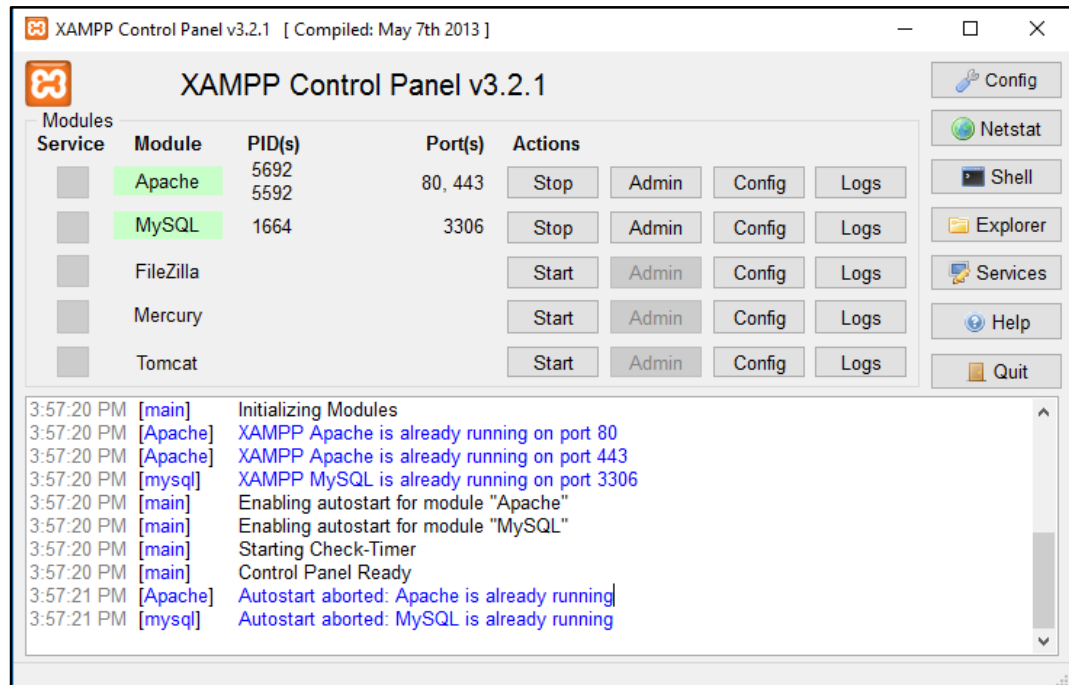 XAMPP Control Panel v3.2.1 [ Compiled: May 7th 2013 ]
XAMPP Control Panel v3.2.1
Config
Modules
Netstat
Service Module PID(s) Port(s) Actions
Apache 5692 5592 80, 443 Stop Admin Config Logs
Shell
MySQL 1664 3306 Stop Admin Config Logs
Explorer
FileZilla Start Admin Config Logs
Services
Mercury Start Admin Config Logs
Help
Tomcat Start Admin Config Logs
Quit
3:57:20 PM [main] Initializing Modules
3:57:20 PM [Apache] XAMPP Apache is already running on port 80
3:57:20 PM [Apache] XAMPP Apache is already running on port 443
3:57:20 PM [mysql] XAMPP MySQL is already running on port 3306
3:57:20 PM [main] Enabling autostart for module "Apache"
3:57:20 PM [main] Enabling autostart for module "MySQL"
3:57:20 PM [main] Starting Check-Timer
3:57:20 PM [main] Control Panel Ready
3:57:21 PM [Apache] Autostart aborted: Apache is already running
3:57:21 PM [mysql] Autostart aborted: MySQL is already running